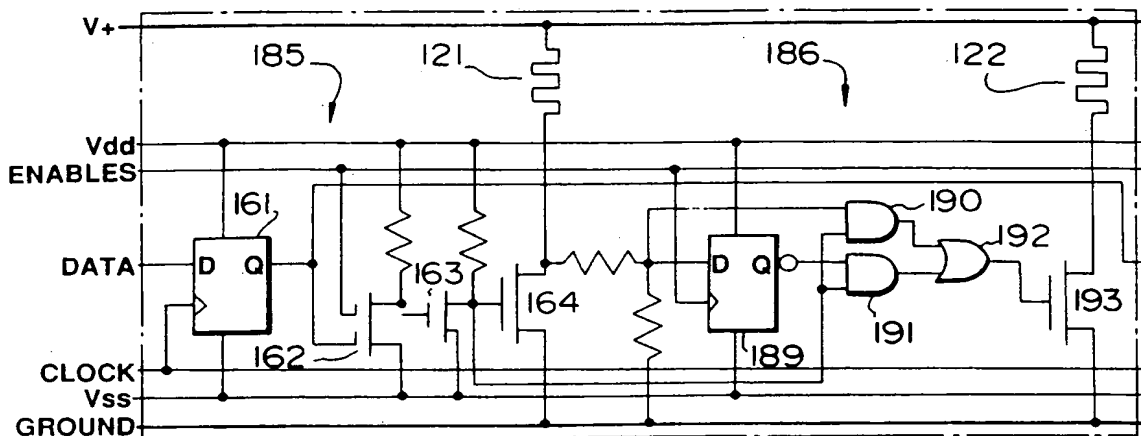 V+
185
121
186
122
Vdd
ENABLES
161
190
DATA
D Q
163
164
D Q
192
193
162
189
191
CLOCK
Vss
GROUND